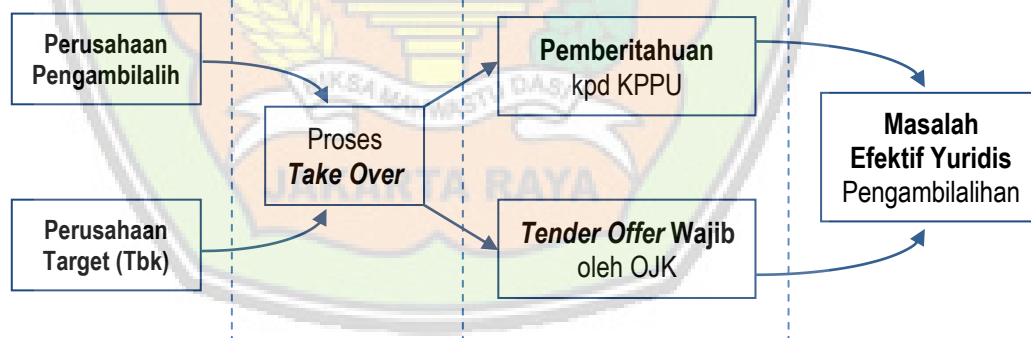 Perusahaan
Pengambilalih
Perusahaan
Target (Tbk)
Proses
Take Over
Pemberitahuan
kpd KPPU
Tender Offer Wajib
oleh OJK
Masalah
Efektif Yuridis
Pengambilalihan
JAKARTA RAYA